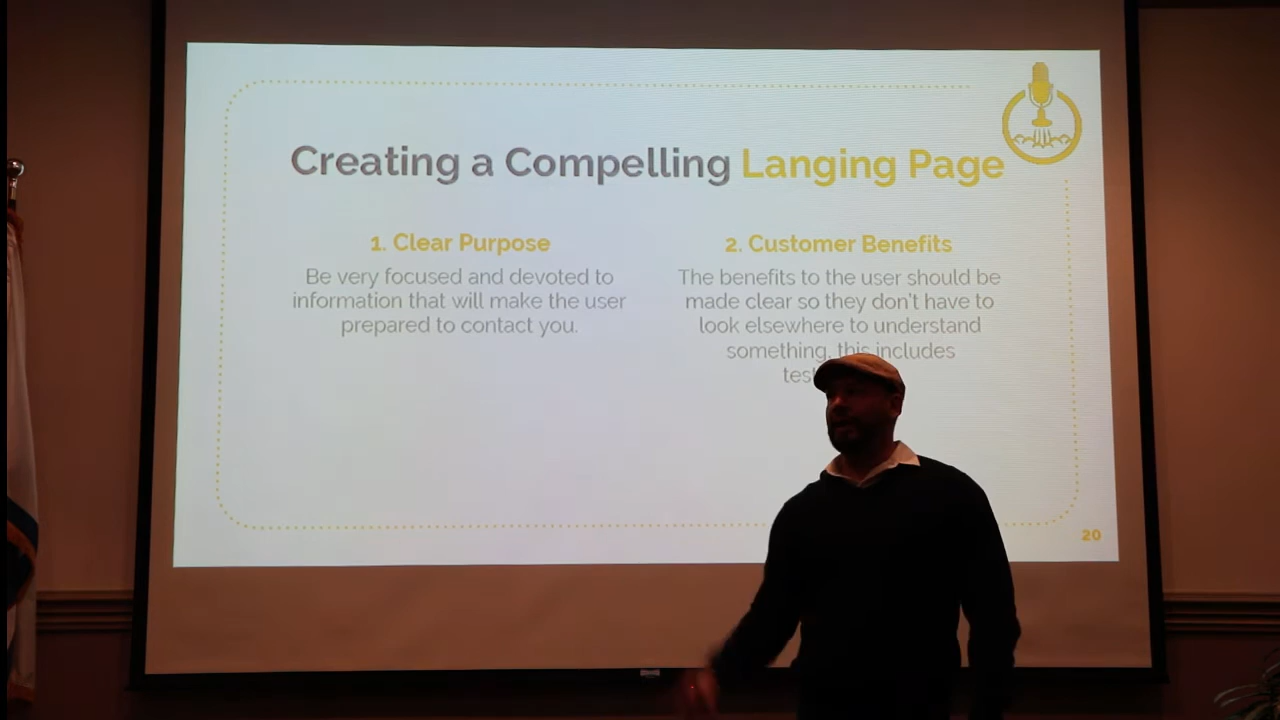 Creating a Compelling Langing Page
1. Clear Purpose
Be very focused and devoted to
information that will make the user
prepared to contact you.
2. Customer Benefits
The benefits to the user should be
made clear so they don't have to
look elsewhere to understand
something, this includes
20